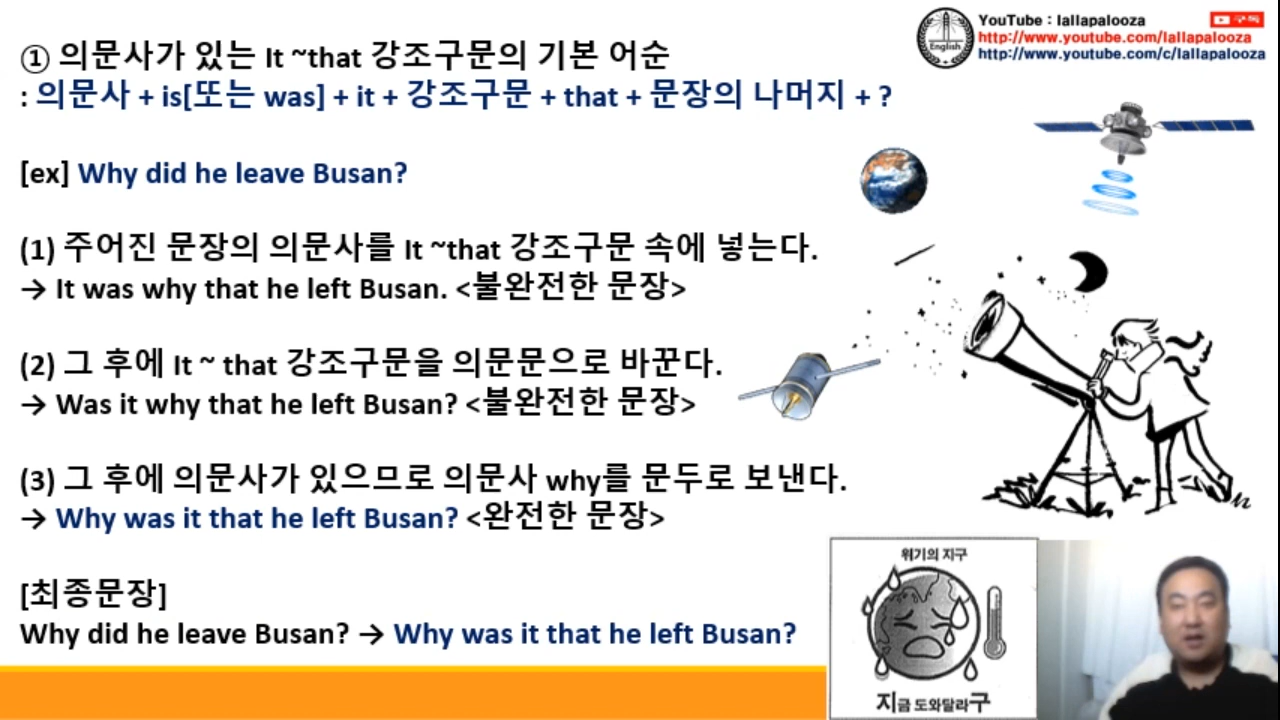 ① 의문사가 있는 It ~that 강조구문의 기본 어순
: 의문사 + is[또는 was] + it + 강조구문 + that + 문장의 나머지 + ?
[ex] Why did he leave Busan?
(1) 주어진 문장의 의문사를 It ~that 강조구문 속에 넣는다.
→ It was why that he left Busan. <불완전한 문장>
(2) 그 후에 It ~ that 강조구문을 의문문으로 바꾼다.
→ Was it why that he left Busan? <불완전한 문장>
(3) 그 후에 의문사가 있으므로 의문사 why를 문두로 보낸다.
→ Why was it that he left Busan? <완전한 문장>
[최종문장]
Why did he leave Busan? → Why was it that he left Busan?
English
YouTube : lallapalooza
구독
http://www.youtube.com/lallapalooza
http://www.youtube.com/c/lallapalooza
위기의 지구
지금 도와달라구